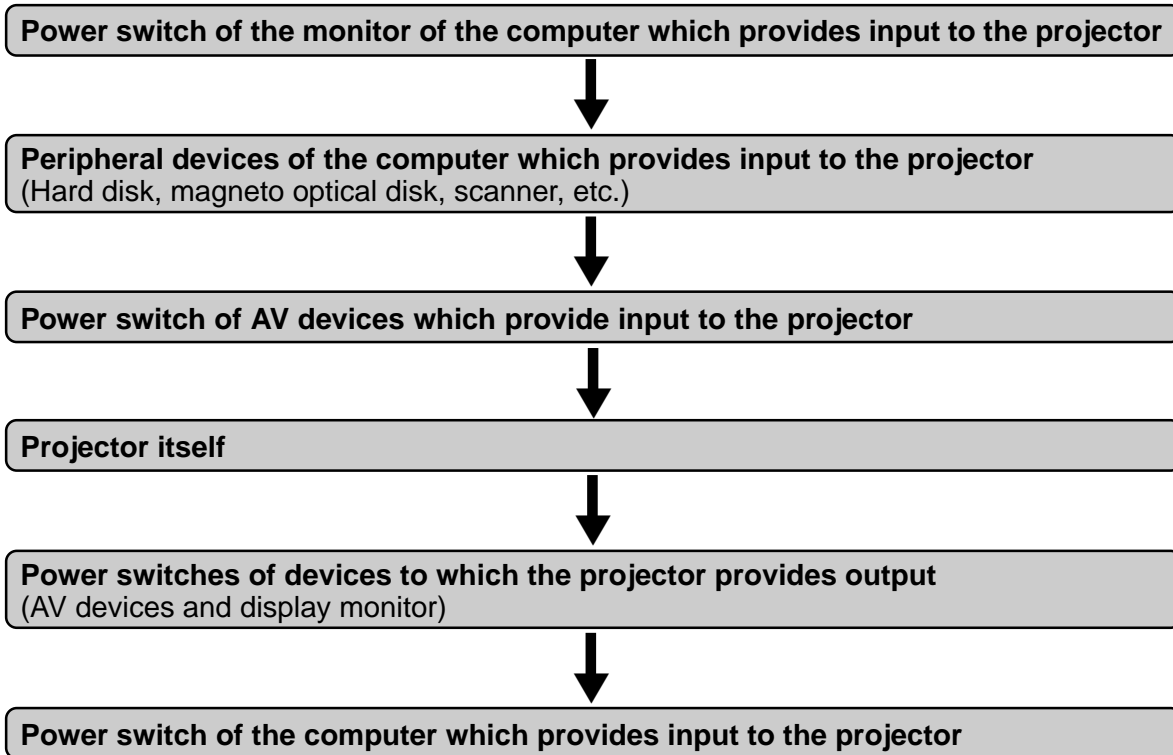 Power switch of the monitor of the computer which provides input to the projector
Peripheral devices of the computer which provides input to the projector
(Hard disk, magneto optical disk, scanner, etc.)
Power switch of AV devices which provide input to the projector
Projector itself
Power switches of devices to which the projector provides output
(AV devices and display monitor)
Power switch of the computer which provides input to the projector